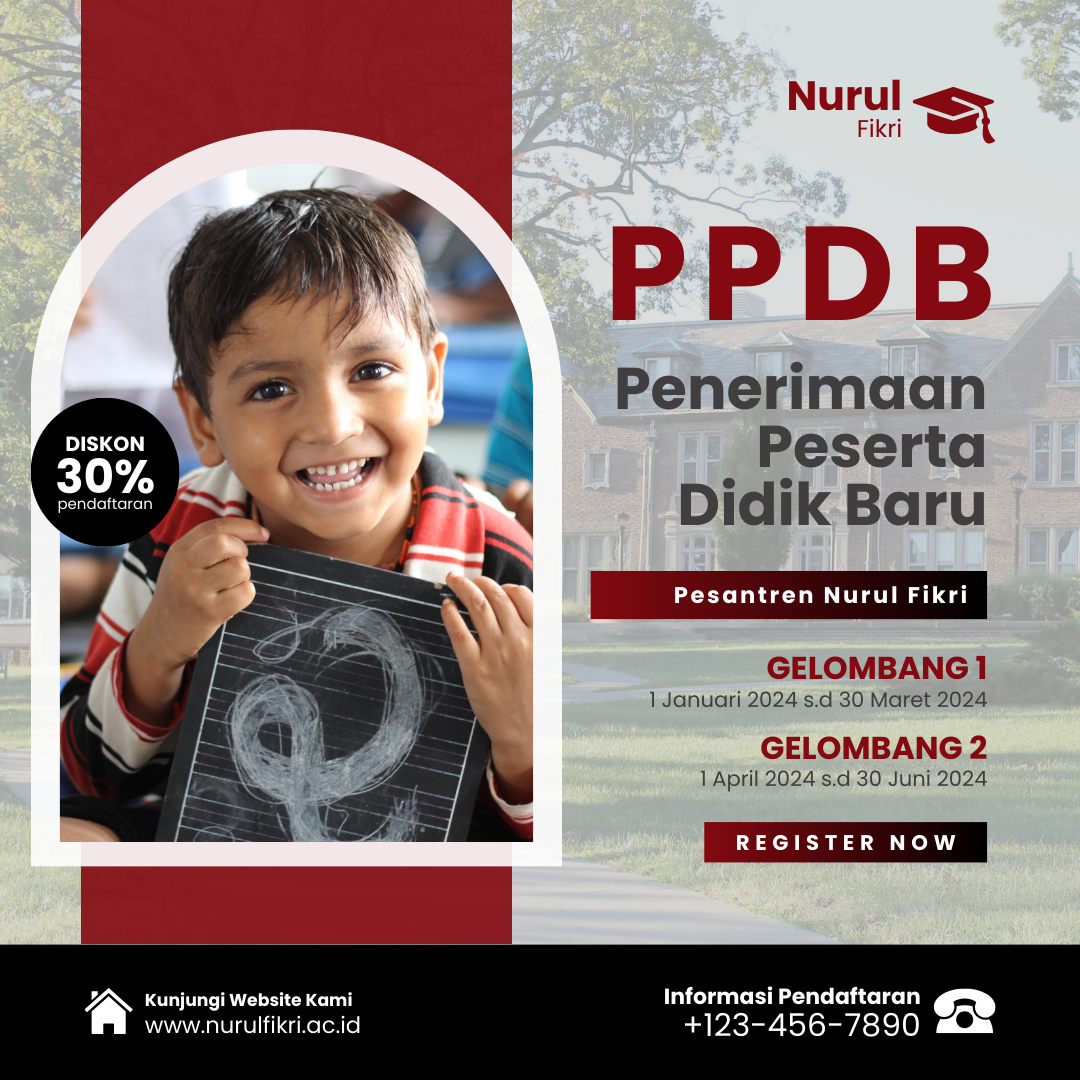 Nurul
Fikri
PPDB
Penerimaan
Peserta
Didik Baru
DISKON
30%
pendaftaran
Pesantren Nurul Fikri
GELOMBANG 1
1 Januari 2024 s.d 30 Maret 2024
GELOMBANG 2
1 April 2024 s.d 30 Juni 2024
REGISTER NOW
Kunjungi Website Kami
www.nurulfikri.ac.id
Informasi Pendaftaran
+123-456-7890